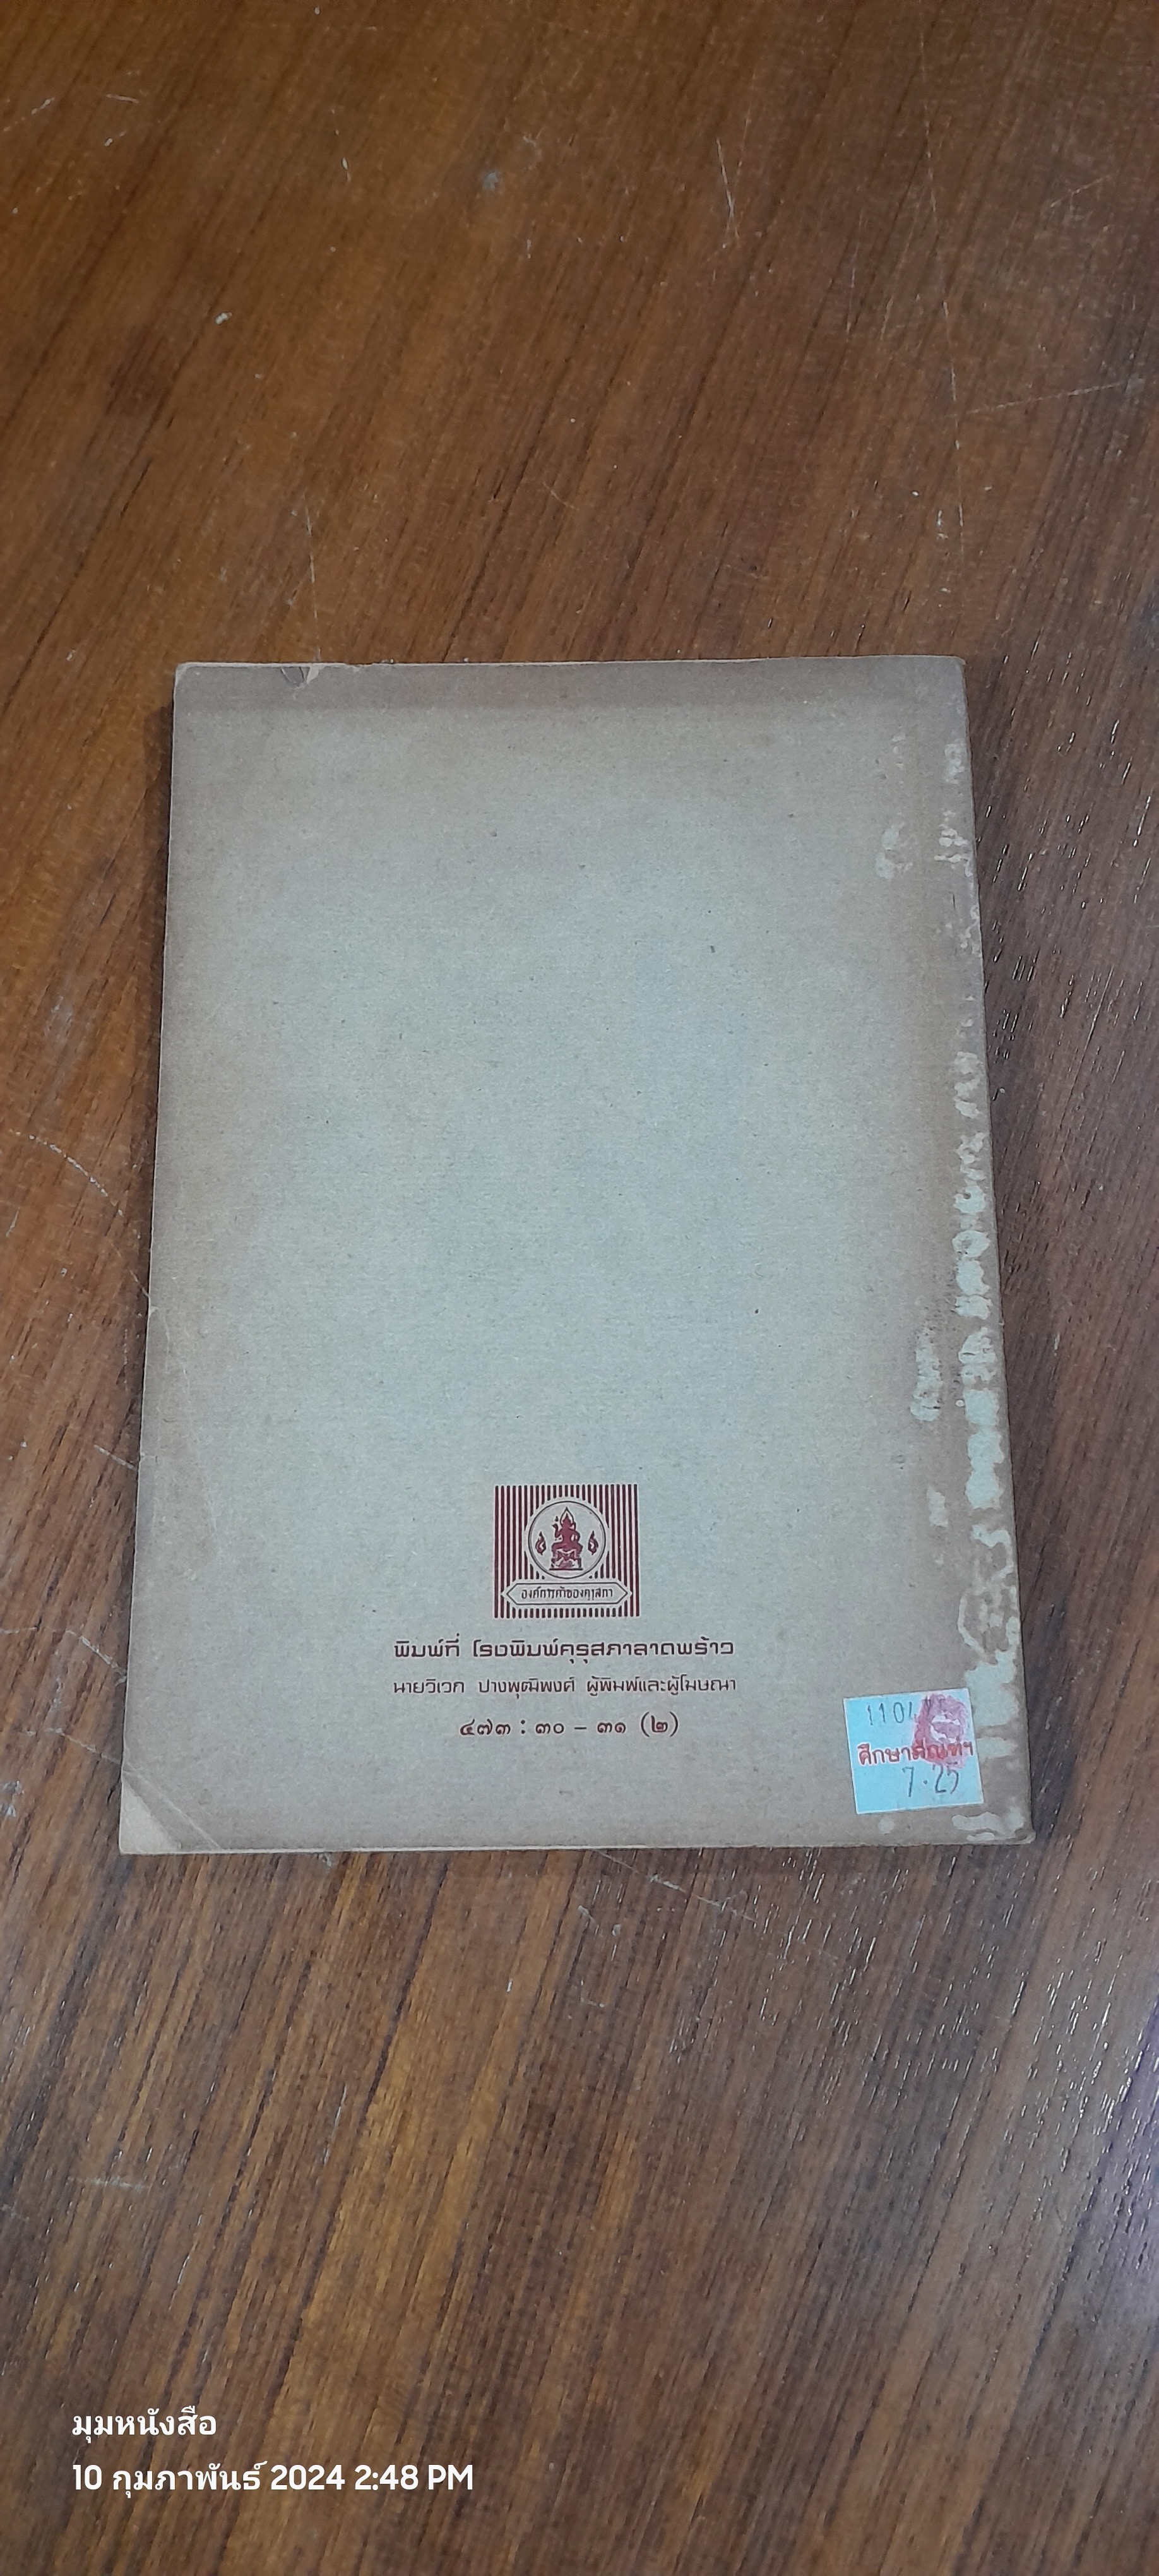 องค์การค้าของคุรุสภา
พิมพ์ที่ โรงพิมพ์คุรุสภาลาดพร้าว
นายวิเวก ปางพุฒิพงศ์ ผู้พิมพ์และผู้โฆษณา
๔๗๓ : ๓๐ – ๓๑ (๒)
ศึกษาภัณฑ์ฯ
7.25
มุมหนังสือ
10 กุมภาพันธ์ 2024 2:48 PM